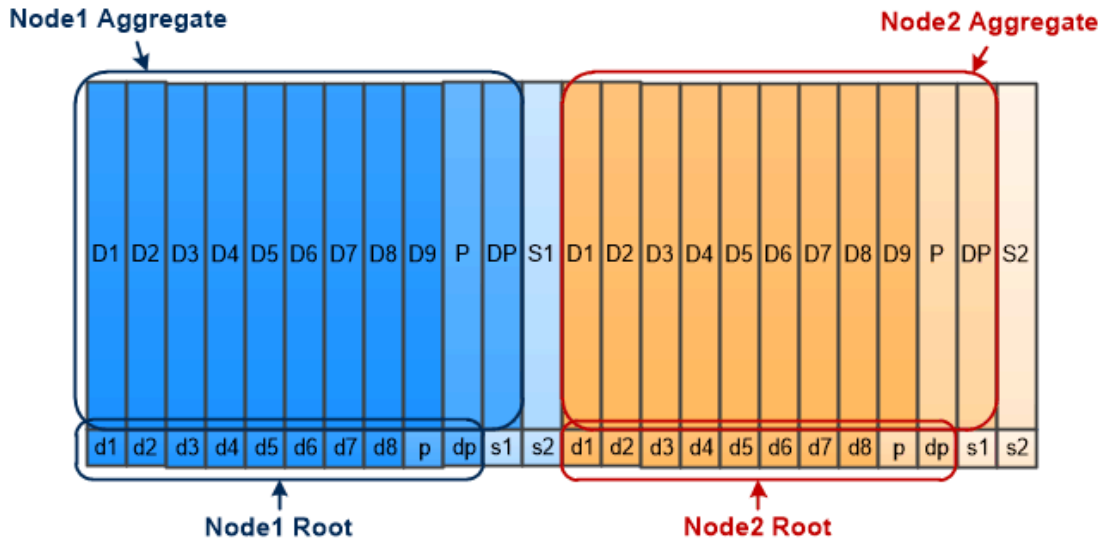 Node1 Aggregate
Node2 Aggregate
D1 D2 D3 D4 D5 D6 D7 D8 D9 P DP S1 D1 D2 D3 D4 D5 D6 D7 D8 D9 P DP S2
d1 d2 d3 d4 d5 d6 d7 d8 p dp s1 s2 d1 d2 d3 d4 d5 d6 d7 d8 p dp s1 s2
Node1 Root
Node2 Root